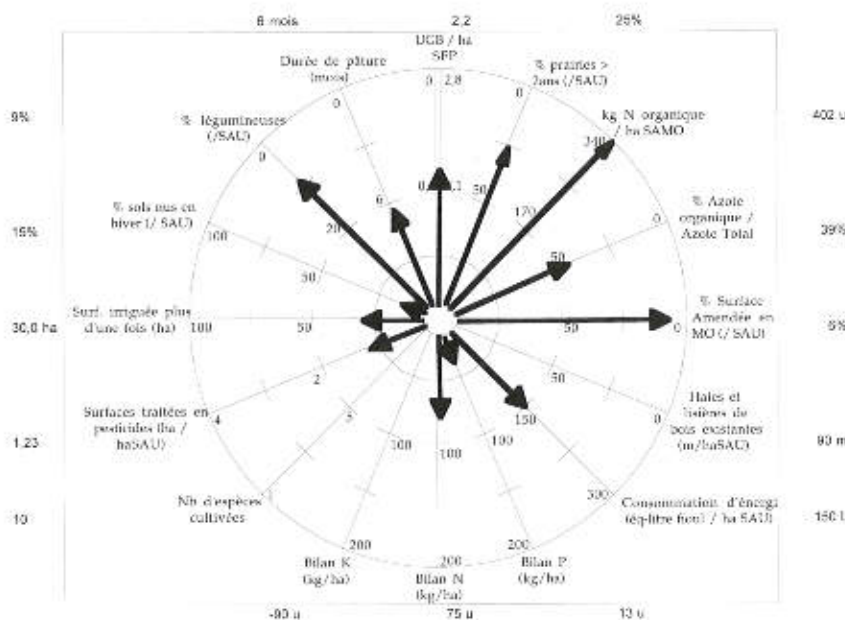 6 mois
2,2
25%
UGB / ha
SFP
0
2,8
Durée de pâture
(mois)
0
% prairies >
2ans (/SAU)
0
9%
% légumineuses
(/SAU)
0
kg N organique
/ ha SAMO
340
402 u
6
50
170
15%
% sols nus en
hiver (/ SAU)
100
20
50
% Azote
organique /
Azote Total
0
50
39%
30,0 ha
Surf. irriguée plus
d'une fois (ha)
100
50
% Surface
Amendée en
MO (/ SAU)
50
0
6%
Surfaces traitées en
pesticides (ha /
haSAU)
4
2
1,23
Haies et
lisières de
bois existantes
(m/haSAU)
50
0
90 m
Nb d'espèces
cultivées
10
100
100
100
150
300
Consommation d'énergi
(éq-litre fioul / ha SAU)
150 l
200
200
200
Bilan K
(kg/ha)
Bilan N
(kg/ha)
Bilan P
(kg/ha)
-90 u
75 u
13 u